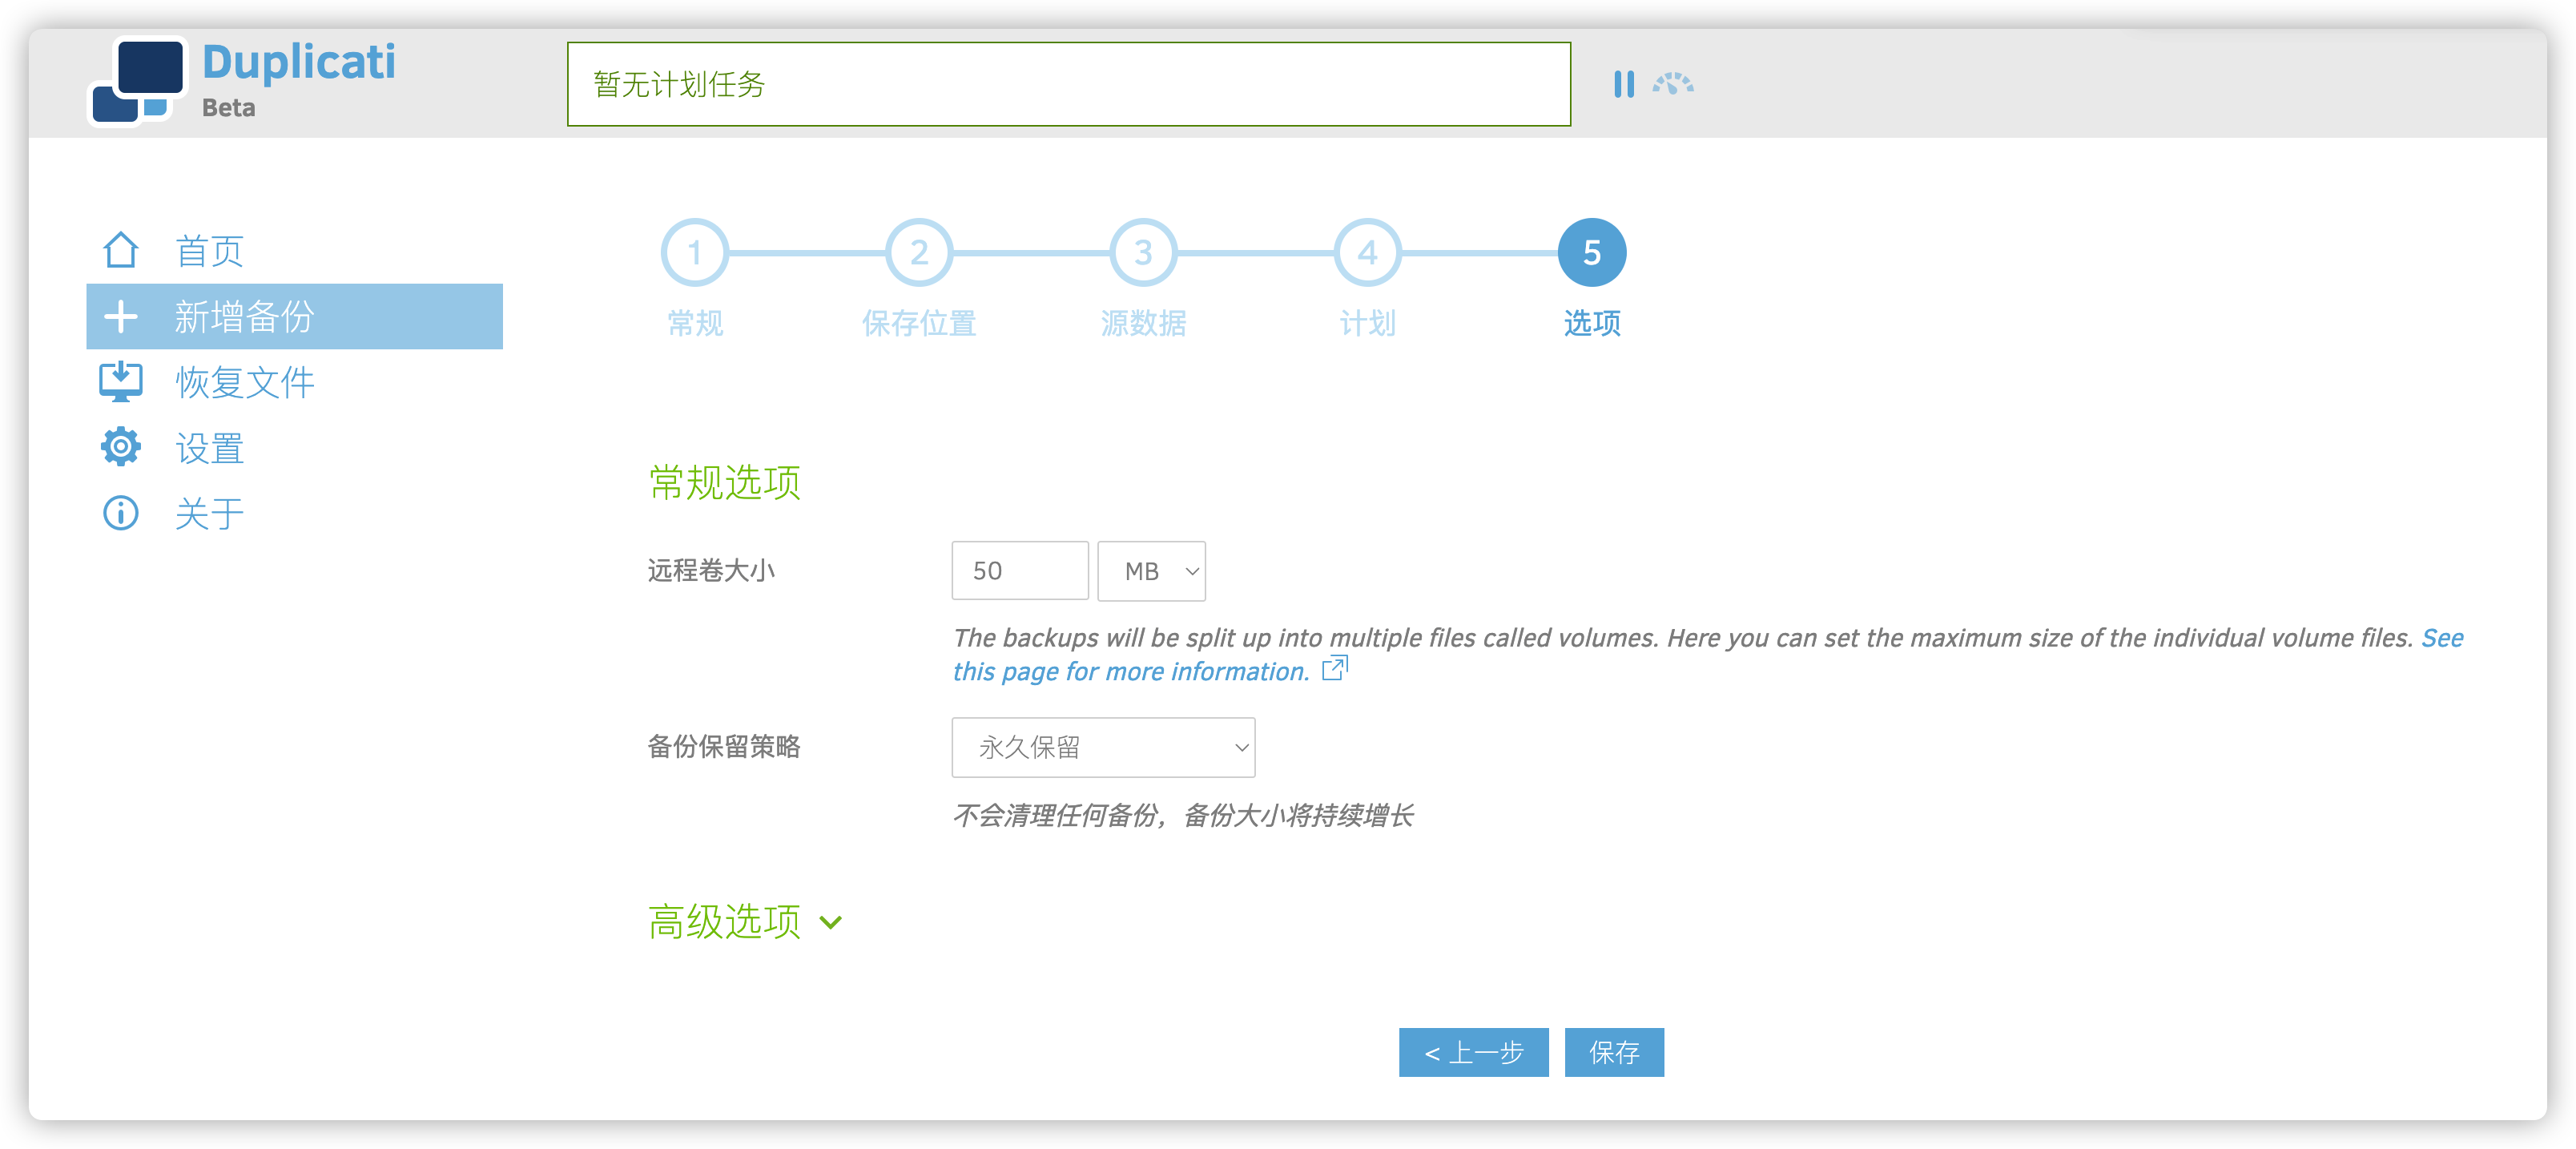 Duplicati
Beta
暂无计划任务
首页
新增备份
恢复文件
设置
关于
1
2
3
4
5
常规
保存位置
源数据
计划
选项
常规选项
远程卷大小
50
MB
The backups will be split up into multiple files called volumes. Here you can set the maximum size of the individual volume files. See
this page for more information.
备份保留策略
永久保留
不会清理任何备份，备份大小将持续增长
高级选项
< 上一步
保存